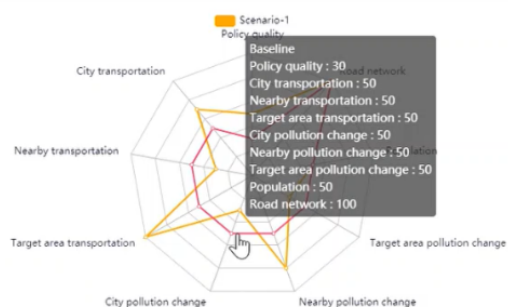 Scenario-1
Policy quality
Baseline
Policy quality : 30
City transportation : 50
Nearby transportation : 50
Target area transportation : 50
City pollution change : 50
Nearby pollution change : 50
Target area pollution change : 50
Population : 50
Road network : 100
City transportation
Road network
Nearby transportation
Target area transportation
Target area pollution change
City pollution change
Nearby pollution change